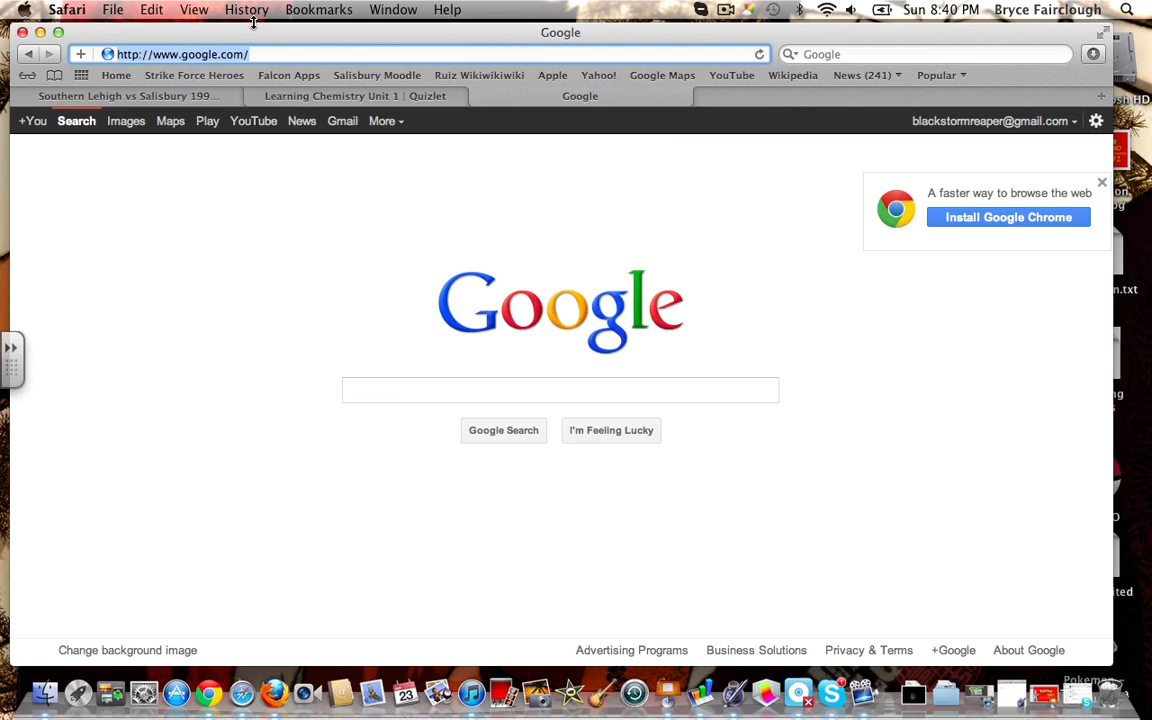 Safari File Edit View History Bookmarks Window Help Sun 8:40 PM Bryce Fairclough
Google
http://www.google.com/ Google
Home Strike Force Heroes Falcon Apps Salisbury Moodle Ruiz Wikiwikiwiki Apple Yahoo! Google Maps YouTube Wikipedia News (241) Popular
Southern Lehigh vs Salisbury 199... Learning Chemistry Unit 1 | Quizlet Google
+You Search Images Maps Play YouTube News Gmail More blackstormreaper@gmail.com
A faster way to browse the web
Install Google Chrome
Google
Google Search I'm Feeling Lucky
Change background image Advertising Programs Business Solutions Privacy & Terms +Google About Google
23